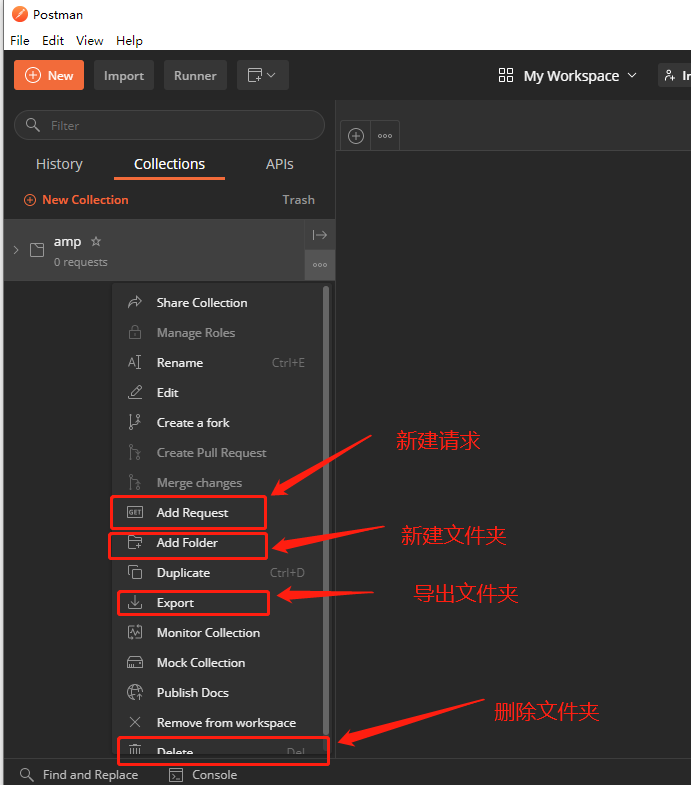 Postman
File Edit View Help
New Import Runner My Workspace
Filter
History Collections APIs
New Collection Trash
amp
0 requests
Share Collection
Manage Roles
Rename Ctrl+E
Edit
Create a fork
Create Pull Request
新建请求
Merge changes
GET Add Request
Add Folder
新建文件夹
Duplicate Ctrl+D
Export
导出文件夹
Monitor Collection
Mock Collection
Publish Docs
Remove from workspace
删除文件夹
Delete Del
Find and Replace Console